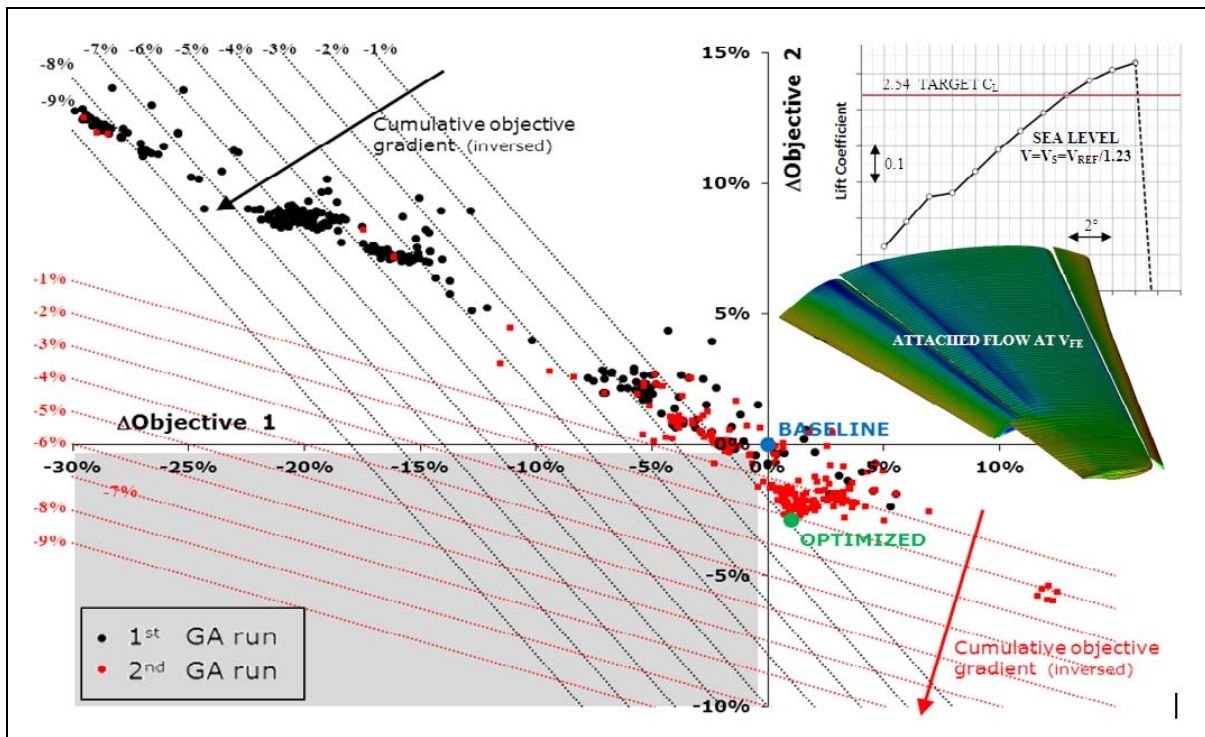 -7% -6% -5% -4% -3% -2% -1%
-8%
-9%
15%
10%
5%
0%
-5%
-10%
ΔObjective 2
Cumulative objective
gradient (inversed)
2.54 TARGET CL
Lift Coefficient
0.1
SEA LEVEL
V=VS=VREF/1.23
2°
ATTACHED FLOW AT VFE
-1%
-2%
-3%
-4%
-5%
-6%
-7%
-8%
-9%
ΔObjective 1
BASELINE
-30% -25% -20% -15% -10% -5% 0% 5% 10%
OPTIMIZED
1st GA run
2nd GA run
Cumulative objective
gradient (inversed)